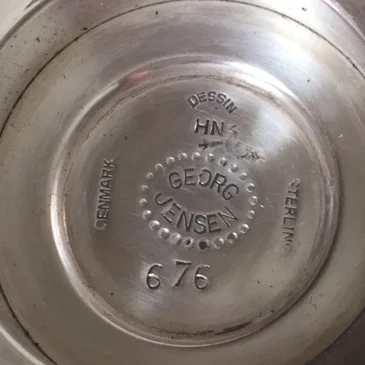 DESSIN
HN
DENMARK
GEORG
JENSEN
STERLING
676